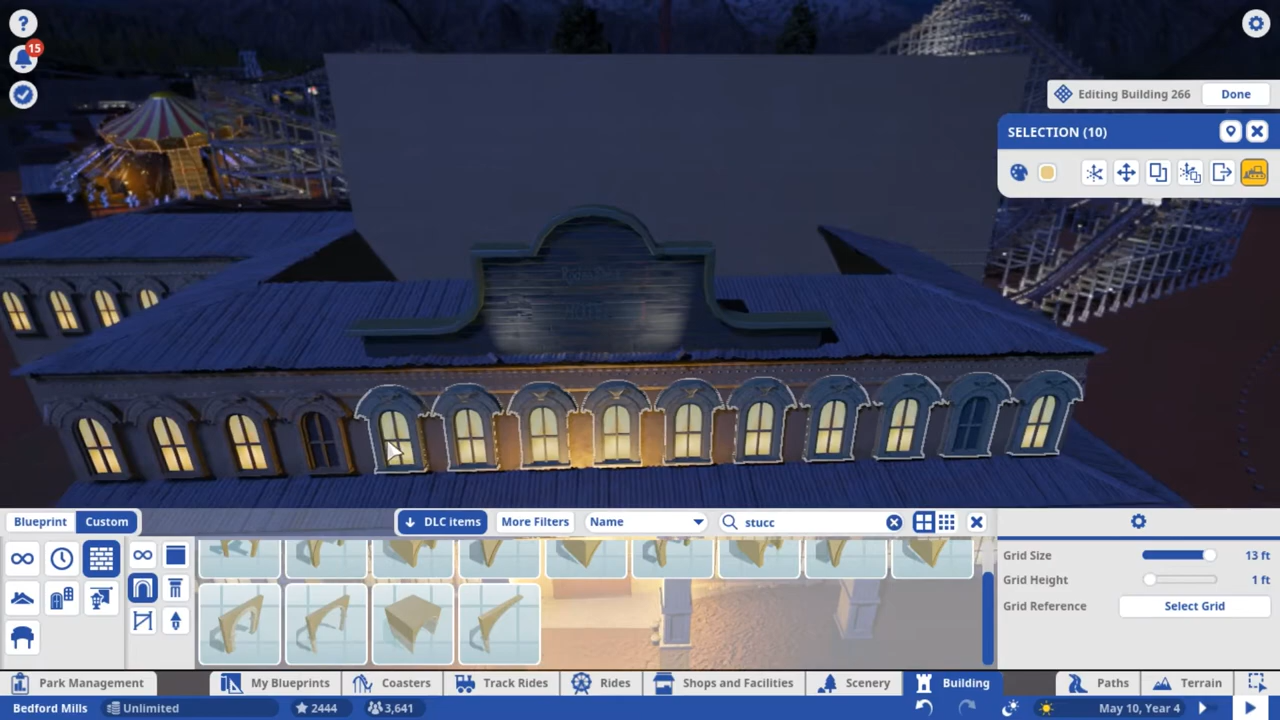 ?
15
Editing Building 266
Done
SELECTION (10)
Blueprint
Custom
DLC items
More Filters
Name
stucc
Grid Size
13 ft
Grid Height
1 ft
Grid Reference
Select Grid
Park Management
My Blueprints
Coasters
Track Rides
Rides
Shops and Facilities
Scenery
Building
Paths
Terrain
Bedford Mills
Unlimited
2444
3,641
May 10, Year 4